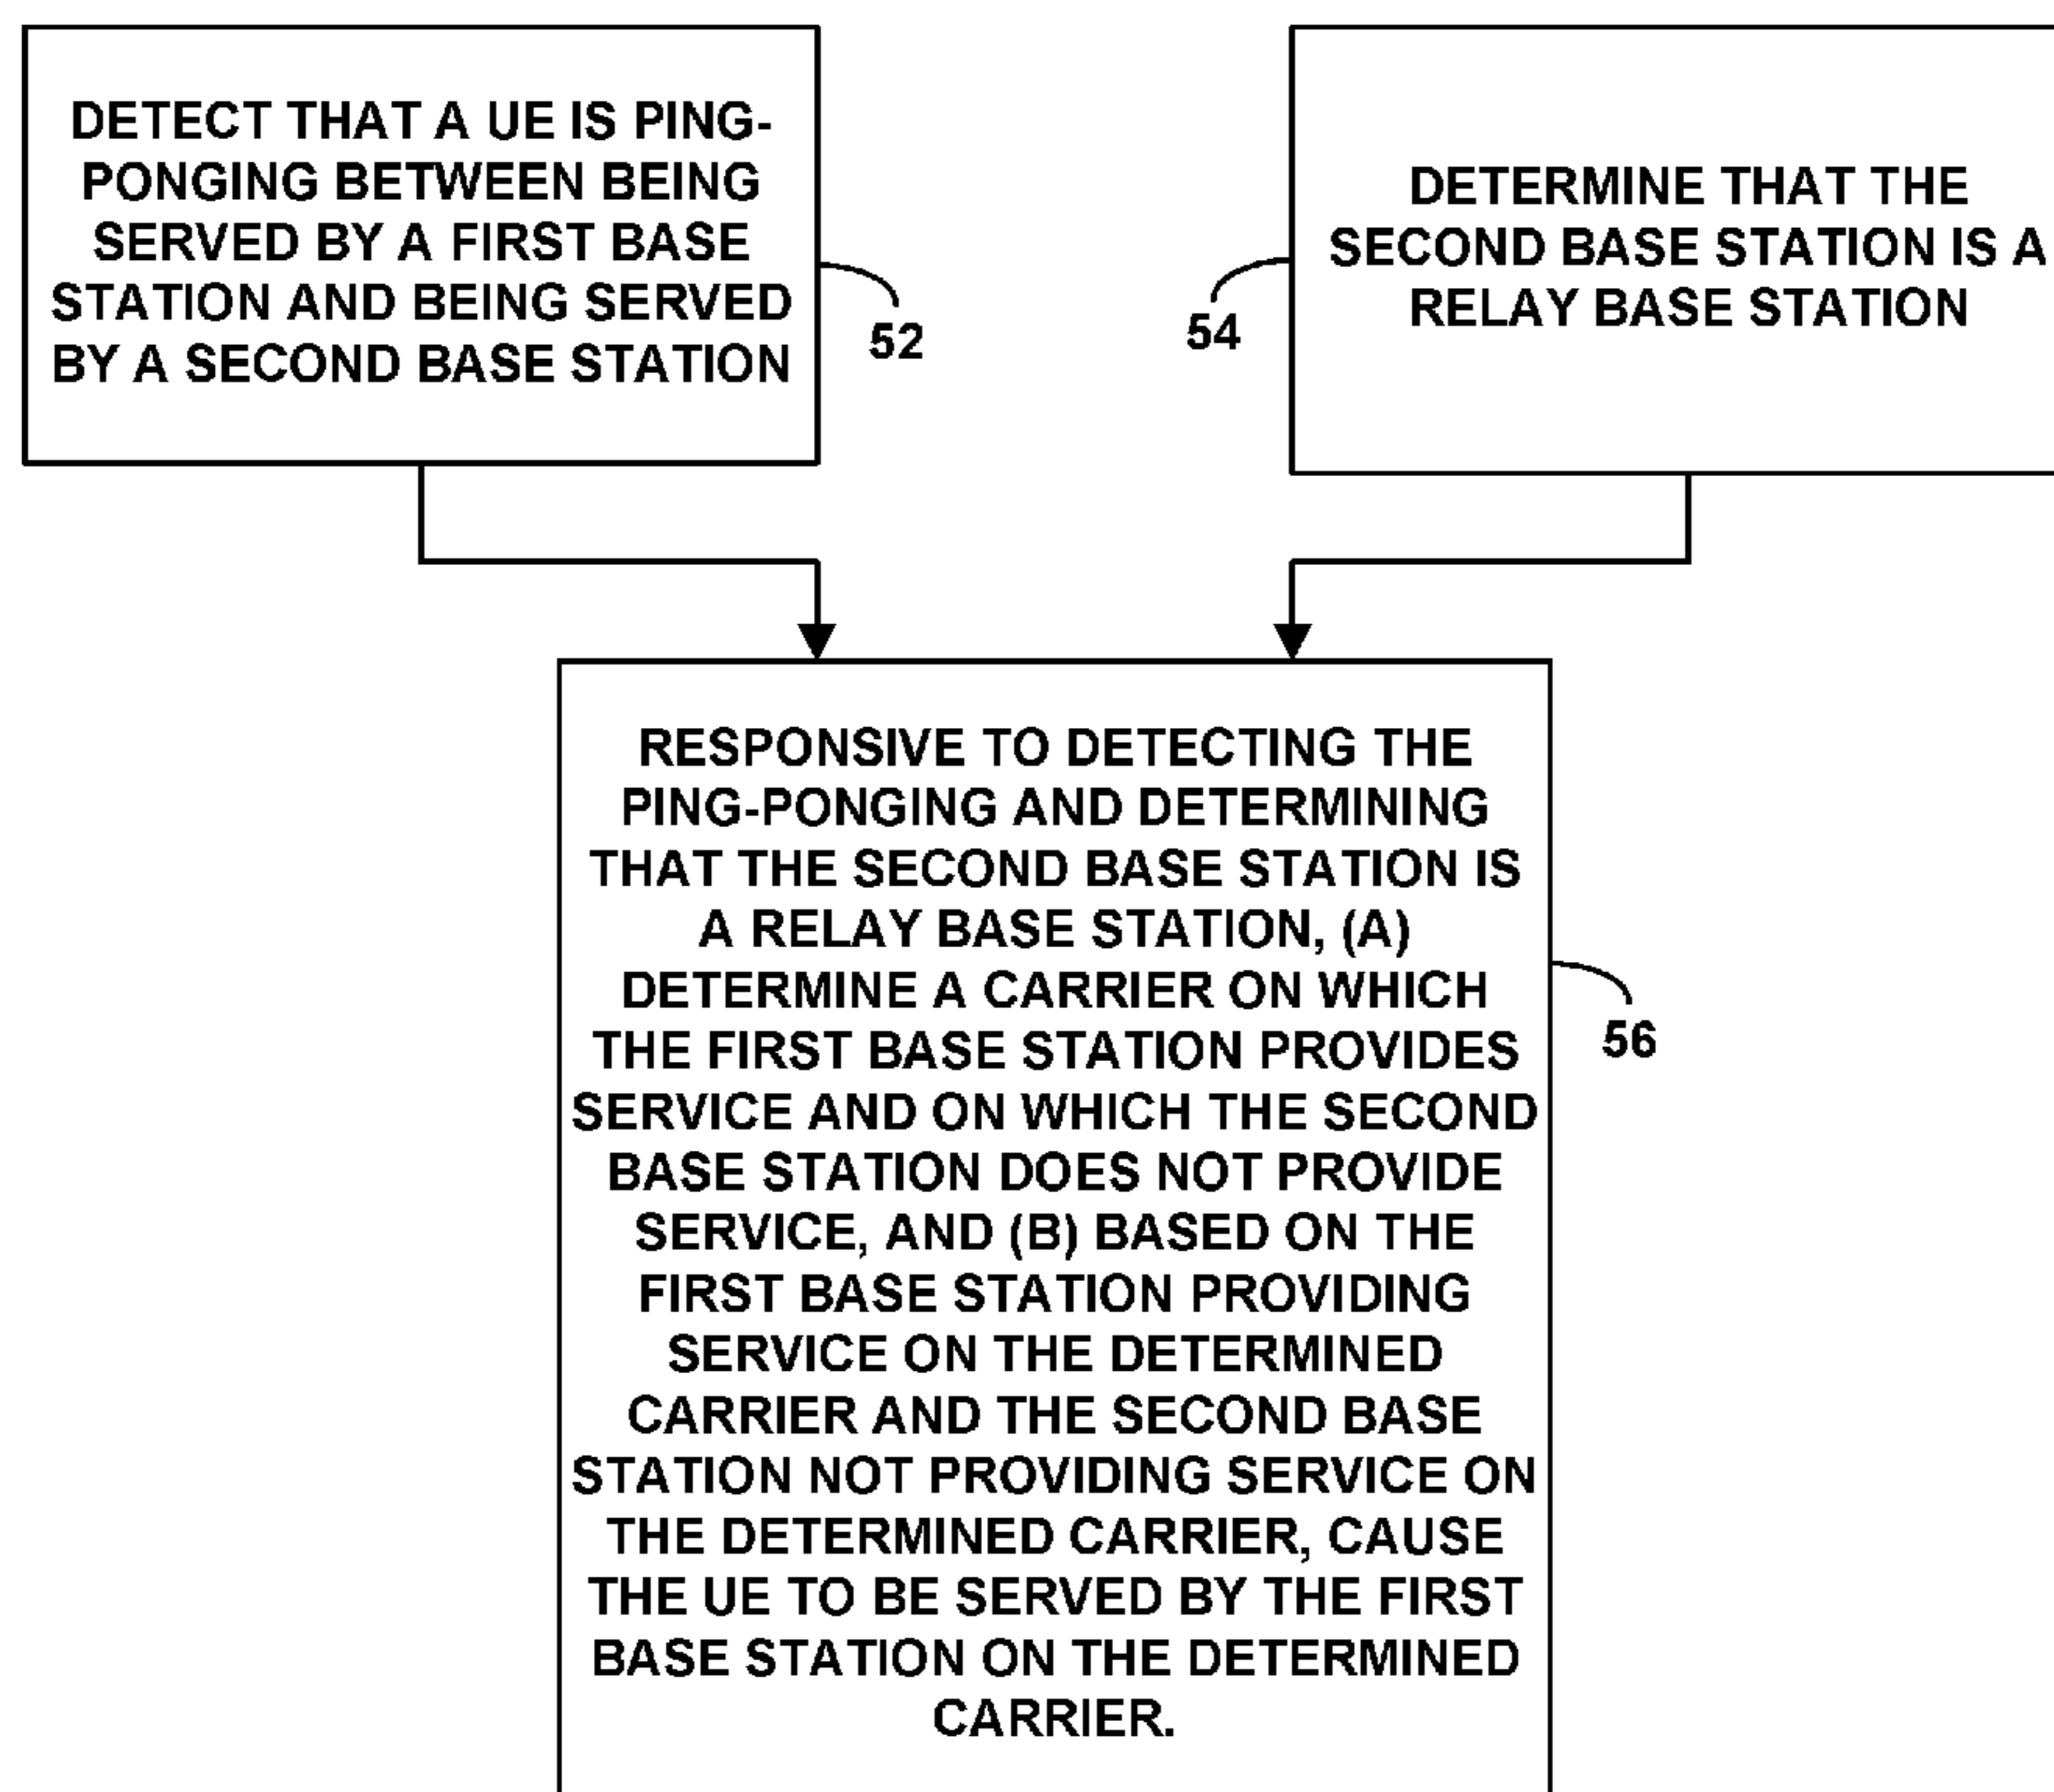 DETECT THAT A UE IS PING-
PONGING BETWEEN BEING
SERVED BY A FIRST BASE
STATION AND BEING SERVED
BY A SECOND BASE STATION
52
DETERMINE THAT THE
SECOND BASE STATION IS A
RELAY BASE STATION
54
RESPONSIVE TO DETECTING THE
PING-PONGING AND DETERMINING
THAT THE SECOND BASE STATION IS
A RELAY BASE STATION, (A)
DETERMINE A CARRIER ON WHICH
THE FIRST BASE STATION PROVIDES
SERVICE AND ON WHICH THE SECOND
BASE STATION DOES NOT PROVIDE
SERVICE, AND (B) BASED ON THE
FIRST BASE STATION PROVIDING
SERVICE ON THE DETERMINED
CARRIER AND THE SECOND BASE
STATION NOT PROVIDING SERVICE ON
THE DETERMINED CARRIER, CAUSE
THE UE TO BE SERVED BY THE FIRST
BASE STATION ON THE DETERMINED
CARRIER.
56